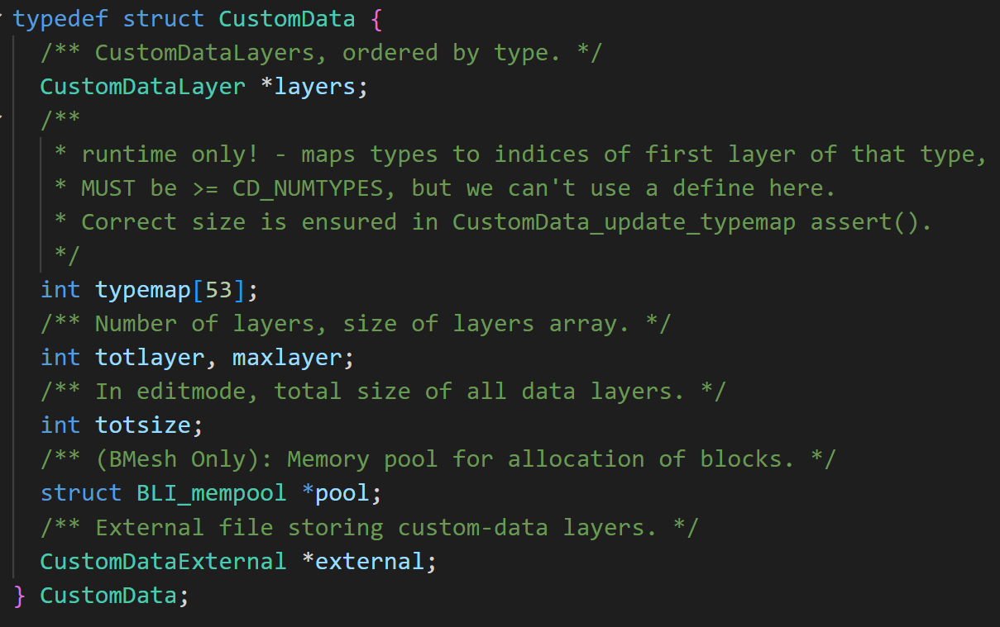 typedef struct CustomData {
/** CustomDataLayers, ordered by type. */
CustomDataLayer *layers;
/**
* runtime only! - maps types to indices of first layer of that type,
* MUST be >= CD_NUMTYPES, but we can't use a define here.
* Correct size is ensured in CustomData_update_typemap assert().
*/
int typemap[53];
/** Number of layers, size of layers array. */
int totlayer, maxlayer;
/** In editmode, total size of all data layers. */
int totsize;
/** (BMesh Only): Memory pool for allocation of blocks. */
struct BLI_mempool *pool;
/** External file storing custom-data layers. */
CustomDataExternal *external;
} CustomData;